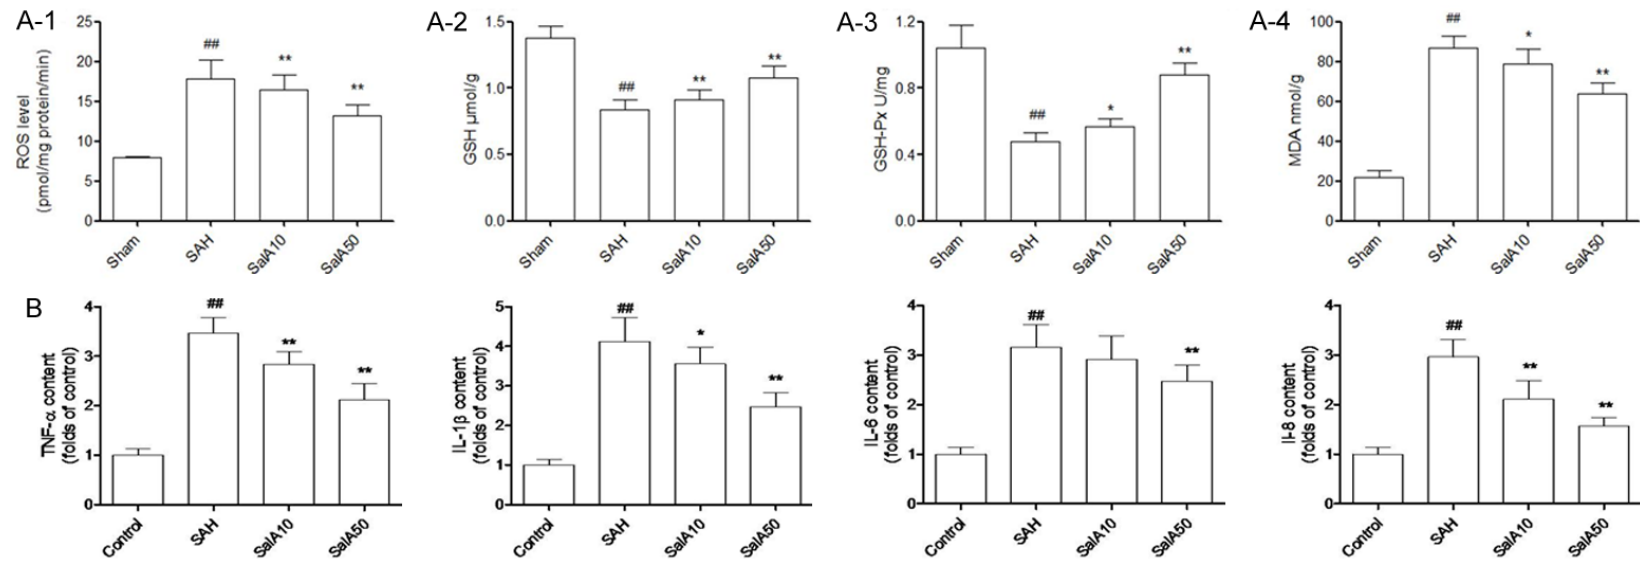 A-1
ROS level
(pmol/mg protein/min)
25
20
15
10
5
0
##
**
**
Sham
SAH
SalA10
SalA50
A-2
GSH µmol/g
1.5
1.0
0.5
0.0
##
**
**
Sham
SAH
SalA10
SalA50
A-3
GSH-Px U/mg
1.2
0.8
0.4
0.0
##
*
**
Sham
SAH
SalA10
SalA50
A-4
MDA nmol/g
100
80
60
40
20
0
##
*
**
Sham
SAH
SalA10
SalA50
B
TNF-α content
(folds of control)
4
3
2
1
0
##
**
**
Control
SAH
SalA10
SalA50
IL-1β content
(folds of control)
5
4
3
2
1
0
##
*
**
Control
SAH
SalA10
SalA50
IL-6 content
(folds of control)
4
3
2
1
0
##
**
Control
SAH
SalA10
SalA50
Il-8 content
(folds of control)
4
3
2
1
0
##
**
**
Control
SAH
SalA10
SalA50